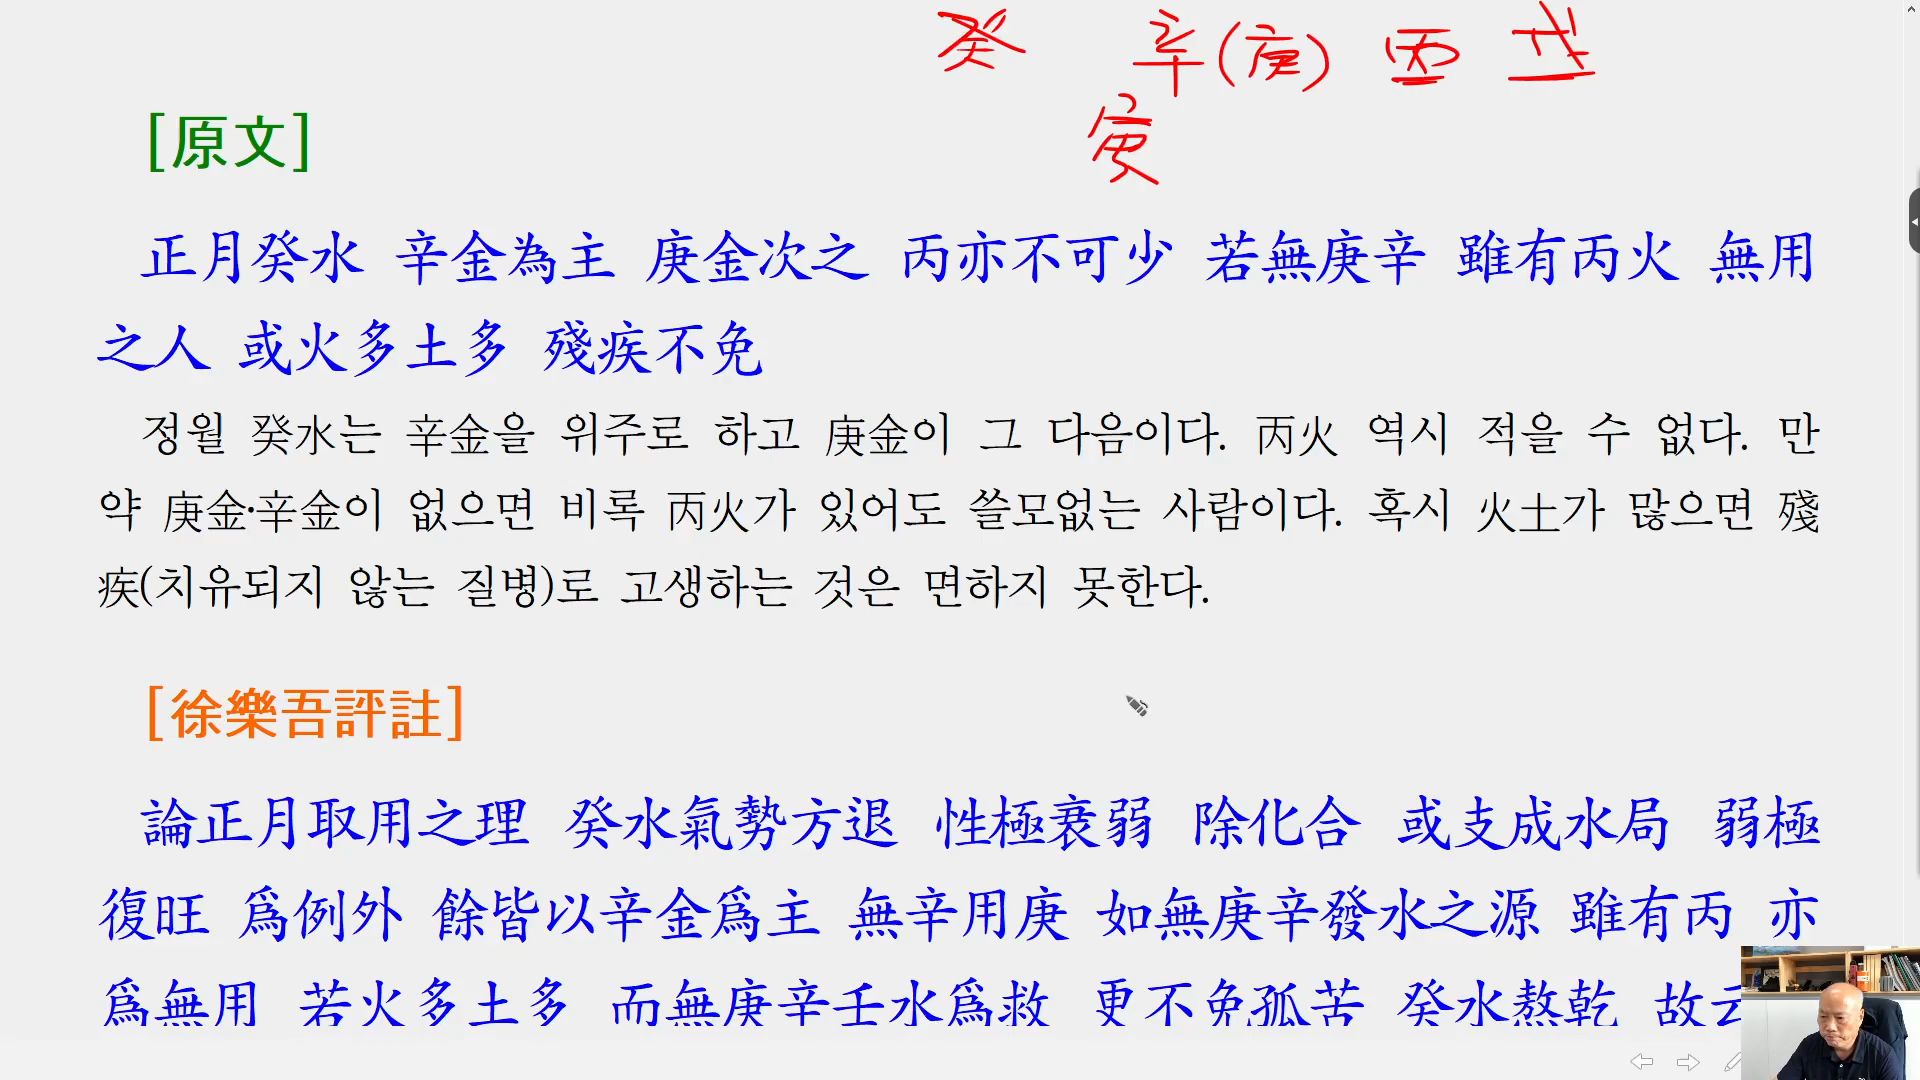 癸 辛(庚) 丙 戊
庚
[原文]
正月癸水 辛金為主 庚金次之 丙亦不可少 若無庚辛 雖有丙火 無用
之人 或火多土多 殘疾不免
정월 癸水는 辛金을 위주로 하고 庚金이 그 다음이다. 丙火 역시 적을 수 없다. 만
약 庚金·辛金이 없으면 비록 丙火가 있어도 쓸모없는 사람이다. 혹시 火土가 많으면 殘
疾(치유되지 않는 질병)로 고생하는 것은 면하지 못한다.
[徐樂吾評註]
論正月取用之理 癸水氣勢方退 性極衰弱 除化合 或支成水局 弱極
復旺 爲例外 餘皆以辛金爲主 無辛用庚 如無庚辛發水之源 雖有丙 亦
爲無用 若火多土多 而無庚辛壬水爲救 更不免孤苦 癸水熬乾 故云